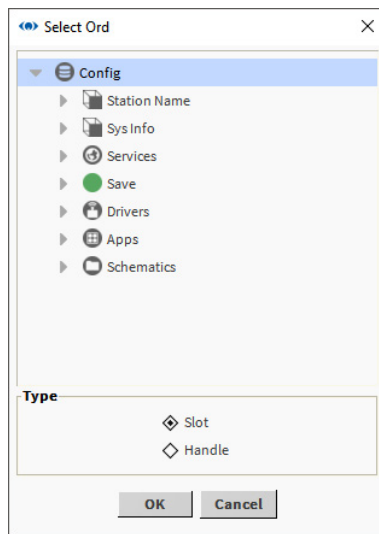 Select Ord
Config
Station Name
Sys Info
Services
Save
Drivers
Apps
Schematics
Type
Slot
Handle
OK
Cancel